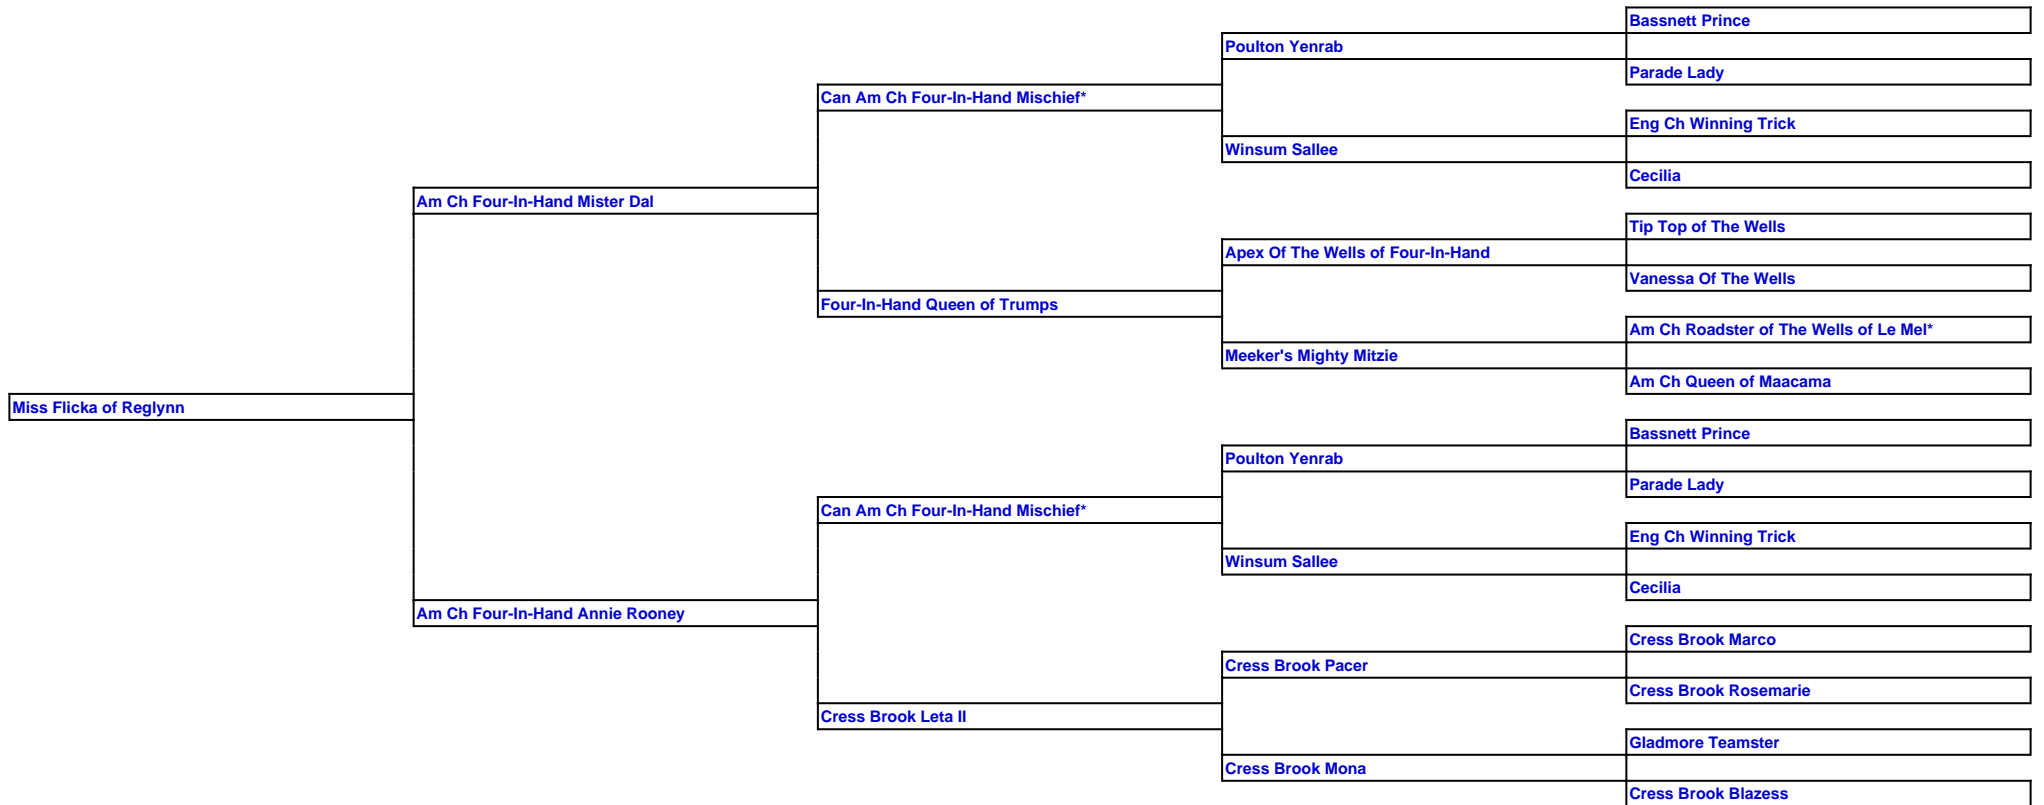 Bassnett Prince
Poulton Yenrab
Parade Lady
Can Am Ch Four-In-Hand Mischief*
Eng Ch Winning Trick
Winsum Sallee
Cecilia
Am Ch Four-In-Hand Mister Dal
Tip Top of The Wells
Apex Of The Wells of Four-In-Hand
Vanessa Of The Wells
Four-In-Hand Queen of Trumps
Am Ch Roadster of The Wells of Le Mel*
Meeker's Mighty Mitzie
Am Ch Queen of Maacama
Miss Flicka of Reglynn
Bassnett Prince
Poulton Yenrab
Parade Lady
Can Am Ch Four-In-Hand Mischief*
Eng Ch Winning Trick
Winsum Sallee
Cecilia
Am Ch Four-In-Hand Annie Rooney
Cress Brook Marco
Cress Brook Pacer
Cress Brook Rosemarie
Cress Brook Leta II
Gladmore Teamster
Cress Brook Mona
Cress Brook Blazess